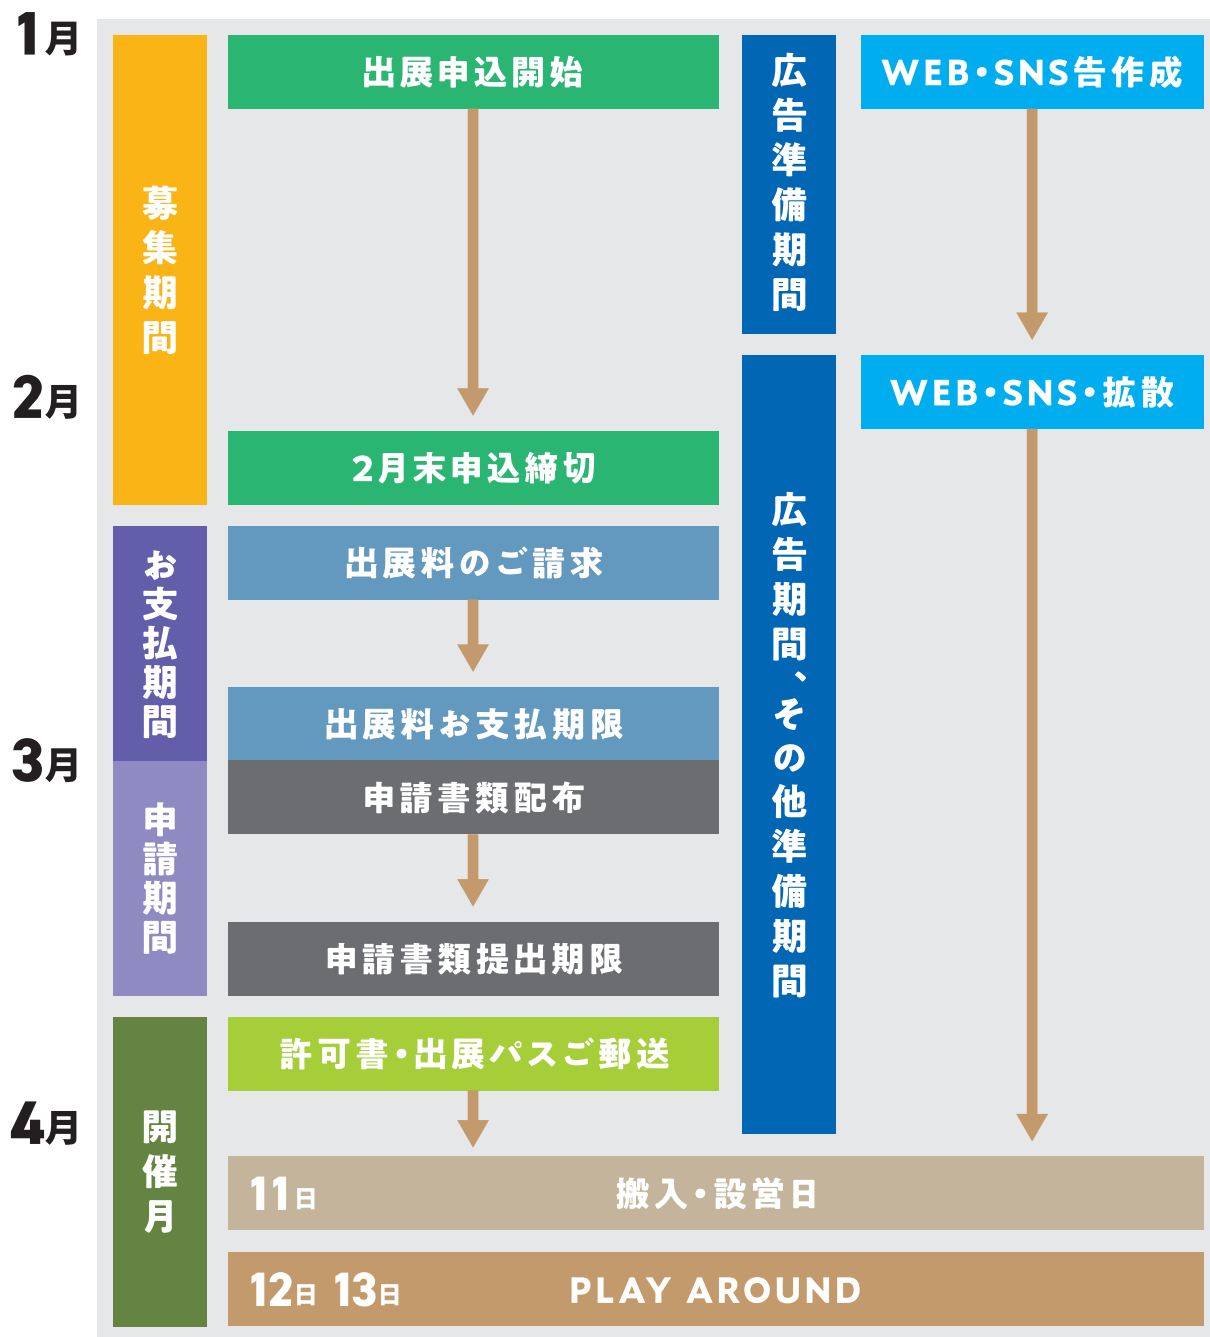 1月
募集期間
出展申込開始
広告準備期間
WEB・SNS告作成
2月
WEB・SNS・拡散
2月末申込締切
お支払期間
出展料のご請求
広告期間、その他準備期間
出展料お支払期限
3月
申請期間
申請書類配布
申請書類提出期限
開催月
許可書・出展パスご郵送
4月
11日 搬入・設営日
12日 13日 PLAY AROUND